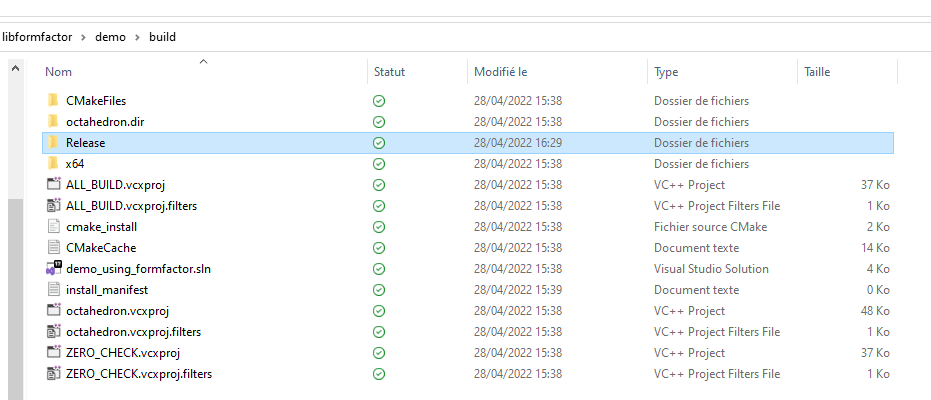 libformfactor > demo > build
Nom Statut Modifié le Type Taille
CMakeFiles 28/04/2022 15:38 Dossier de fichiers
octahedron.dir 28/04/2022 15:38 Dossier de fichiers
Release 28/04/2022 16:29 Dossier de fichiers
x64 28/04/2022 15:38 Dossier de fichiers
ALL_BUILD.vcxproj 28/04/2022 15:38 VC++ Project 37 Ko
ALL_BUILD.vcxproj.filters 28/04/2022 15:38 VC++ Project Filters File 1 Ko
cmake_install 28/04/2022 15:38 Fichier source CMake 2 Ko
CMakeCache 28/04/2022 15:38 Document texte 14 Ko
demo_using_formfactor.sln 28/04/2022 15:38 Visual Studio Solution 4 Ko
install_manifest 28/04/2022 15:39 Document texte 0 Ko
octahedron.vcxproj 28/04/2022 15:38 VC++ Project 48 Ko
octahedron.vcxproj.filters 28/04/2022 15:38 VC++ Project Filters File 1 Ko
ZERO_CHECK.vcxproj 28/04/2022 15:38 VC++ Project 37 Ko
ZERO_CHECK.vcxproj.filters 28/04/2022 15:38 VC++ Project Filters File 1 Ko